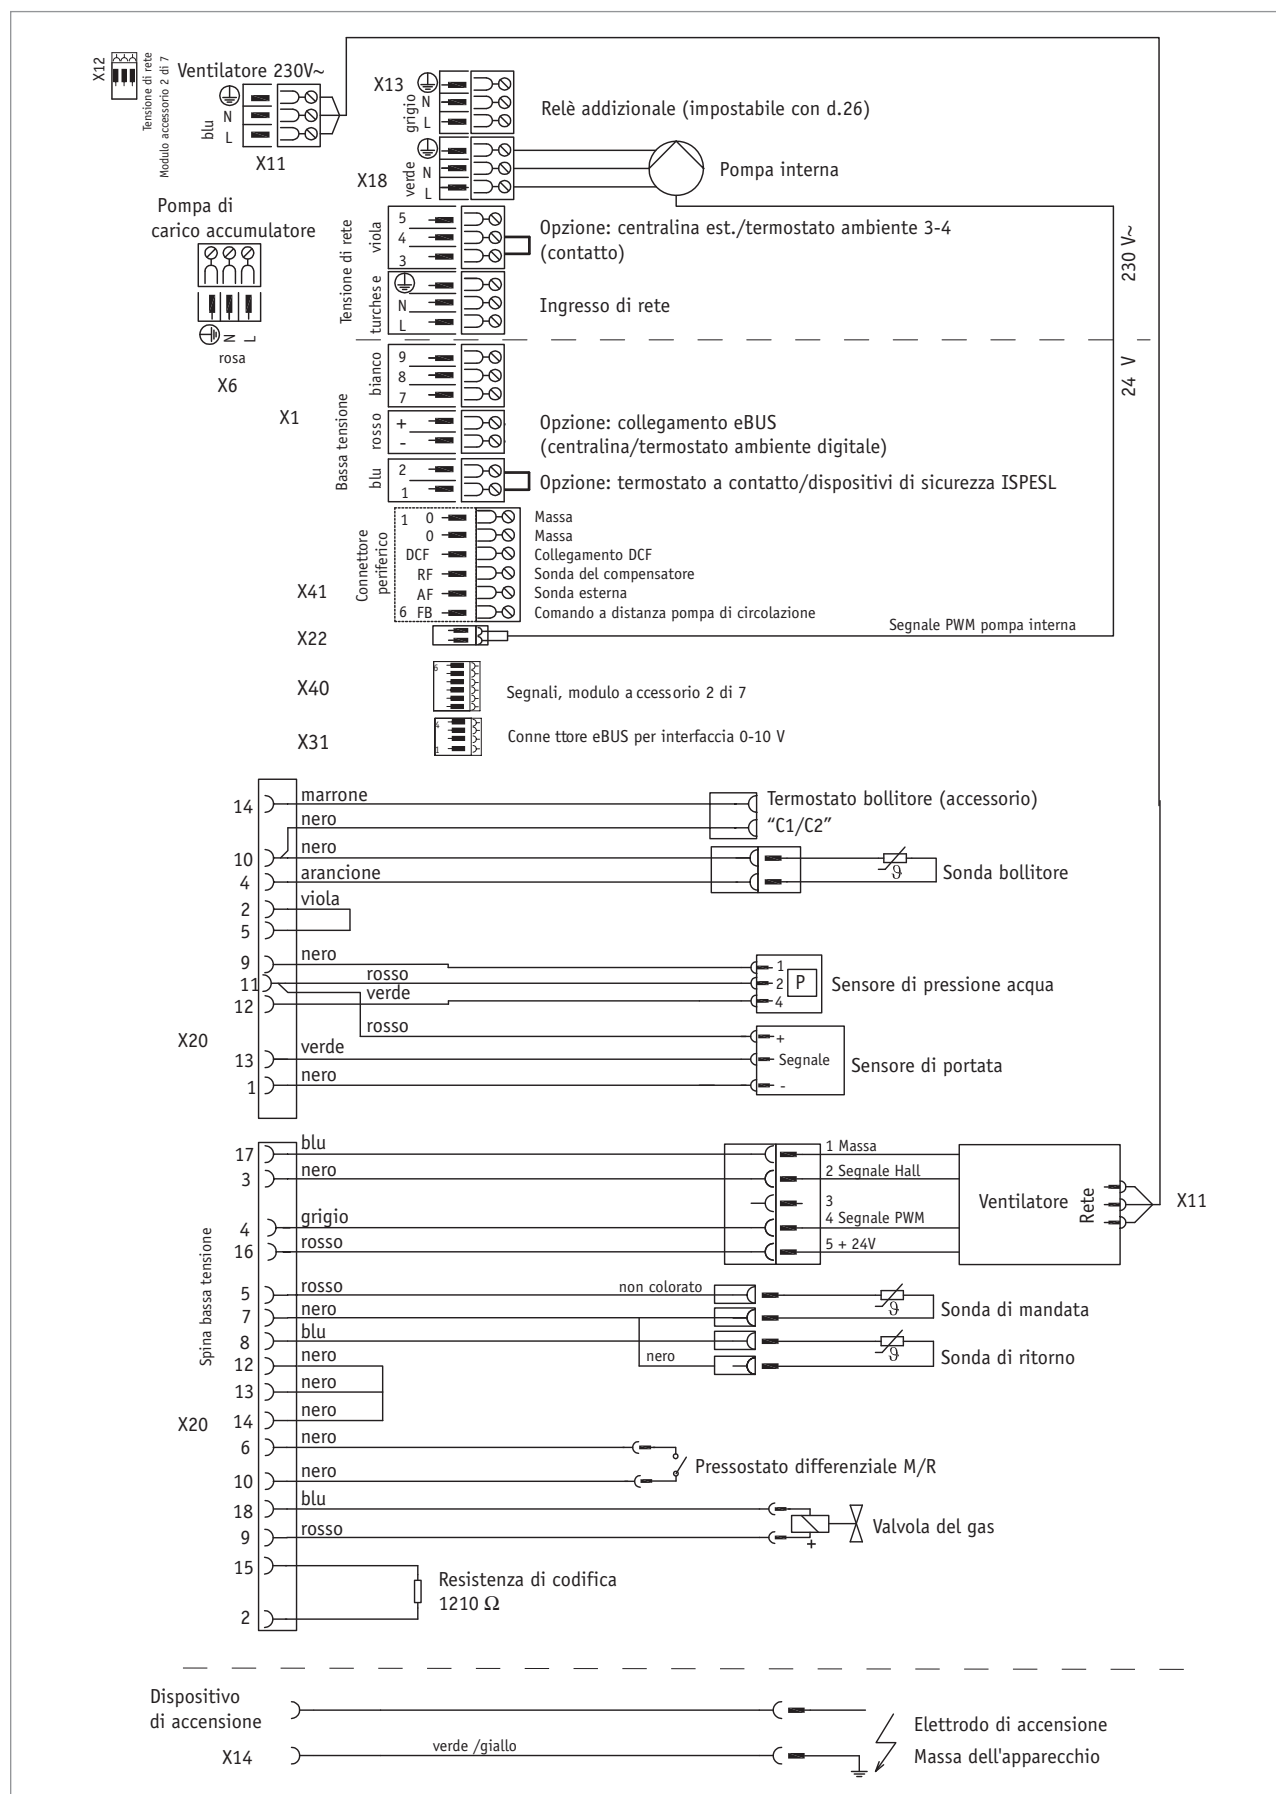 X12
Tensione di rete
Modulo accessorio 2 di 7
Ventilatore 230V~
blu
N
L
X11
X13
grigio
N
L
Relè addizionale (impostabile con d.26)
X18
verde
N
L
Pompa interna
Pompa di
carico accumulatore
N
L
rosa
X6
Tensione di rete
viola
5
4
3
Opzione: centralina est./termostato ambiente 3-4
(contatto)
turchese
N
L
Ingresso di rete
230 V~
24 V
X1
Bassa tensione
bianco
9
8
7
rosso
+
-
Opzione: collegamento eBUS
(centralina/termostato ambiente digitale)
blu
2
1
Opzione: termostato a contatto/dispositivi di sicurezza ISPESL
X41
Connettore
periferico
1 0 Massa
0 Massa
DCF Collegamento DCF
RF Sonda del compensatore
AF Sonda esterna
6 FB Comando a distanza pompa di circolazione
X22
Segnale PWM pompa interna
X40
6
1
Segnali, modulo a ccessorio 2 di 7
X31
4
1
Conne ttore eBUS per interfaccia 0-10 V
14 marrone
Termostato bollitore (accessorio)
nero
"C1/C2"
10 nero
4 arancione
ϑ
Sonda bollitore
2 viola
5
9 nero
1
11 rosso
2
P
Sensore di pressione acqua
12 verde
4
X20
rosso
+
13 verde
Segnale
Sensore di portata
1 nero
-
Spina bassa tensione
17 blu
1 Massa
3 nero
2 Segnale Hall
3
Ventilatore
Rete
X11
4 grigio
4 Segnale PWM
16 rosso
5 + 24V
5 rosso
non colorato
ϑ
Sonda di mandata
7 nero
8 blu
ϑ
Sonda di ritorno
12 nero
nero
13 nero
X20
14 nero
6 nero
Pressostato differenziale M/R
10 nero
18 blu
Valvola del gas
9 rosso
+
15
Resistenza di codifica
1210 Ω
2
Dispositivo
di accensione
Elettrodo di accensione
X14
verde /giallo
Massa dell'apparecchio